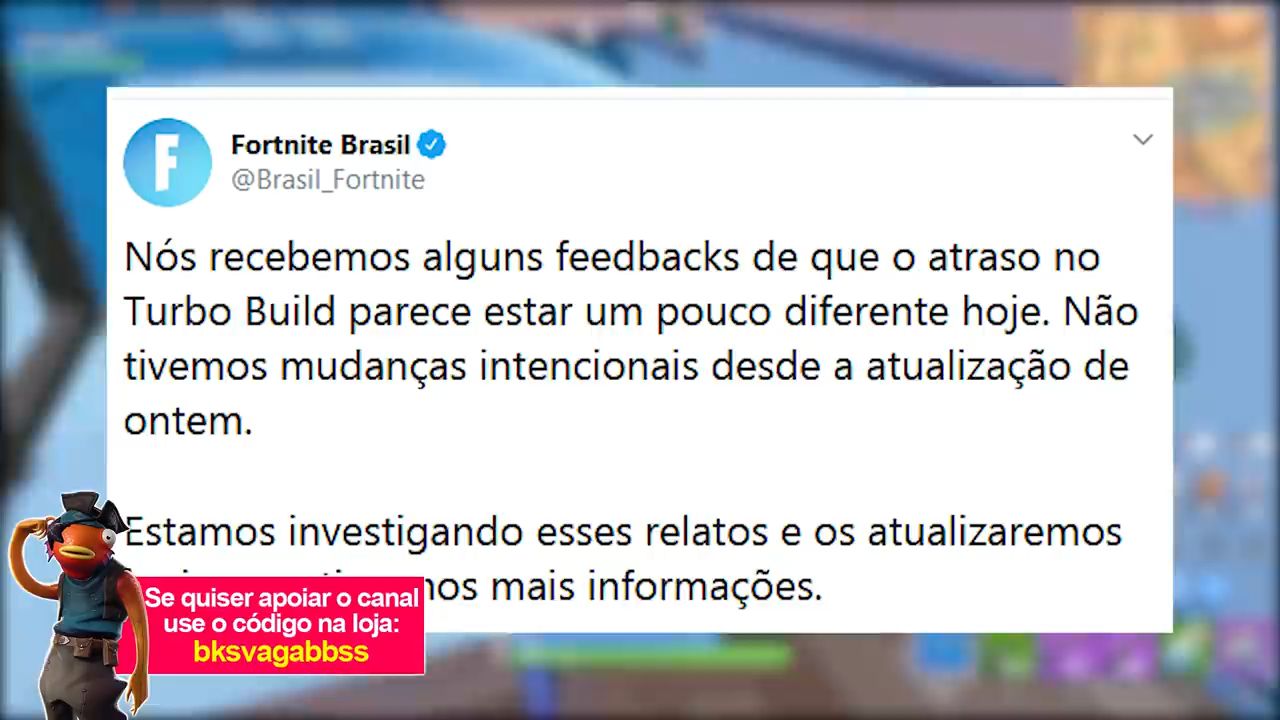 Fortnite Brasil
@Brasil_Fortnite
Nós recebemos alguns feedbacks de que o atraso no
Turbo Build parece estar um pouco diferente hoje. Não
tivemos mudanças intencionais desde a atualização de
ontem.
Estamos investigando esses relatos e os atualizaremos
mais informações.
Se quiser apoiar o canal
use o código na loja:
bksvagabbss